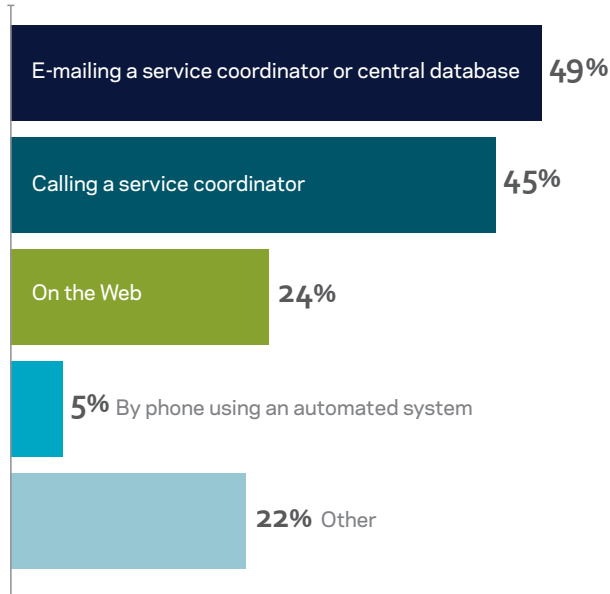 E-mailing a service coordinator or central database 49%
Calling a service coordinator 45%
On the Web 24%
5% By phone using an automated system
22% Other